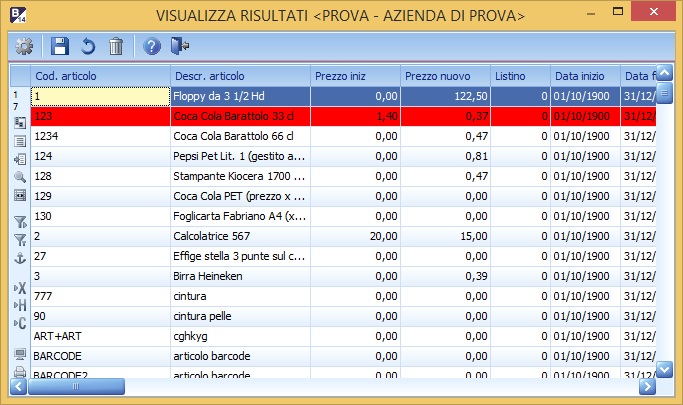 B 14 VISUALIZZA RISULTATI <PROVA - AZIENDA DI PROVA>
Cod. articolo Descr. articolo Prezzo iniz Prezzo nuovo Listino Data inizio Data f
1 Floppy da 3 1/2 Hd 0,00 122,50 0 01/10/1900 31/12/
123 Coca Cola Barattolo 33 cl 1,40 0,37 0 01/10/1900 31/12/
1234 Coca Cola Barattolo 66 cl 0,00 0,47 0 01/10/1900 31/12/
124 Pepsi Pet Lit. 1 (gestito a... 0,00 0,81 0 01/10/1900 31/12/
128 Stampante Kiocera 1700 ... 0,00 0,47 0 01/10/1900 31/12/
129 Coca Cola PET (prezzo x ... 0,00 0,00 0 01/10/1900 31/12/
130 Foglicarta Fabriano A4 (x... 0,00 0,00 0 01/10/1900 31/12/
2 Calcolatrice 567 20,00 15,00 0 01/10/1900 31/12/
27 Effige stella 3 punte sul c... 0,00 0,00 0 01/10/1900 31/12/
3 Birra Heineken 0,00 0,39 0 01/10/1900 31/12/
777 cintura 0,00 0,00 0 01/10/1900 31/12/
90 cintura pelle 0,00 0,00 0 01/10/1900 31/12/
ART+ART cghkyg 0,00 0,00 0 01/10/1900 31/12/
BARCODE articolo barcode 0,00 0,00 0 01/10/1900 31/12/
BARCODE2 articolo barcode 0,00 0,00 0 01/10/1900 31/12/
1
7
X
H
C